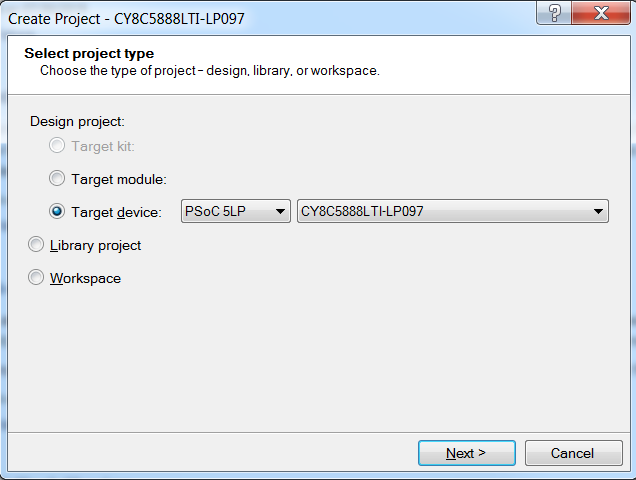 Create Project - CY8C5888LTI-LP097
Select project type
Choose the type of project - design, library, or workspace.
Design project:
Target kit:
Target module:
Target device: PSoC 5LP CY8C5888LTI-LP097
Library project
Workspace
Next >
Cancel